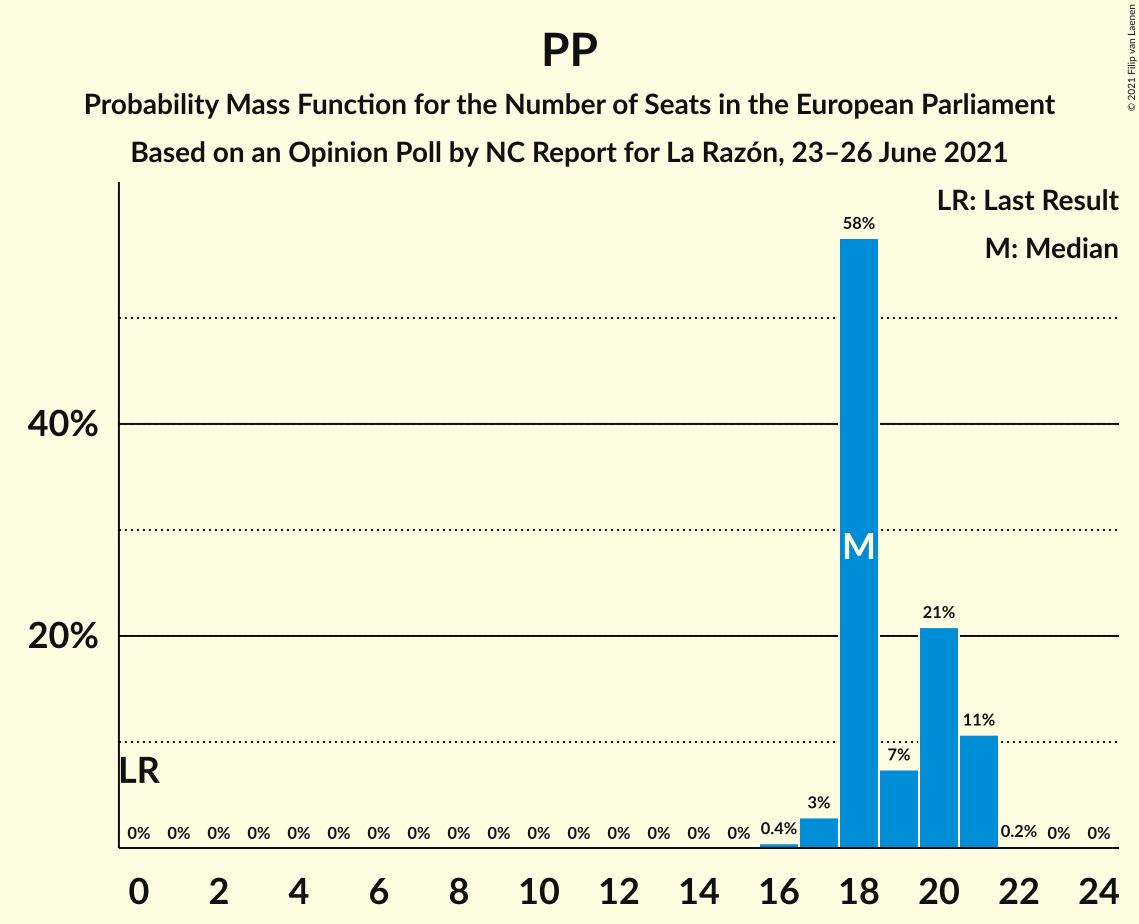 PP
Probability Mass Function for the Number of Seats in the European Parliament
Based on an Opinion Poll by NC Report for La Razón, 23–26 June 2021
© 2021 Filip van Laenen
LR: Last Result
M: Median
58%
40%
M
21%
20%
11%
7%
LR
3%
0% 0% 0% 0% 0% 0% 0% 0% 0% 0% 0% 0% 0% 0% 0% 0% 0.4% 0.2% 0% 0%
0 2 4 6 8 10 12 14 16 18 20 22 24